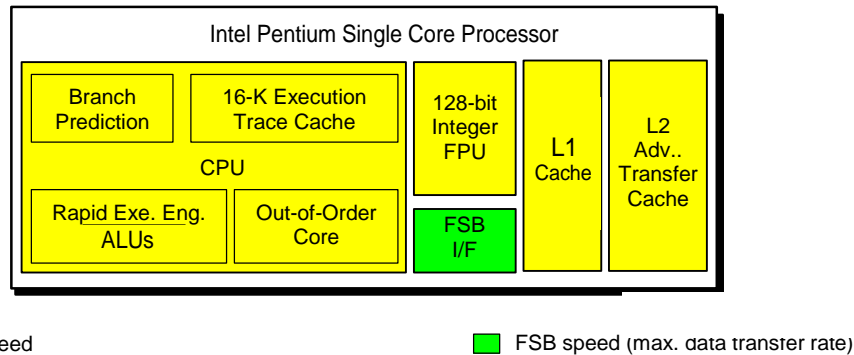 Intel Pentium Single Core Processor
Branch
Prediction
16-K Execution
Trace Cache
CPU
Rapid Exe. Eng.
ALUs
Out-of-Order
Core
128-bit
Integer
FPU
FSB
I/F
L1
Cache
L2
Adv..
Transfer
Cache
eed
FSB speed (max. data transfer rate)